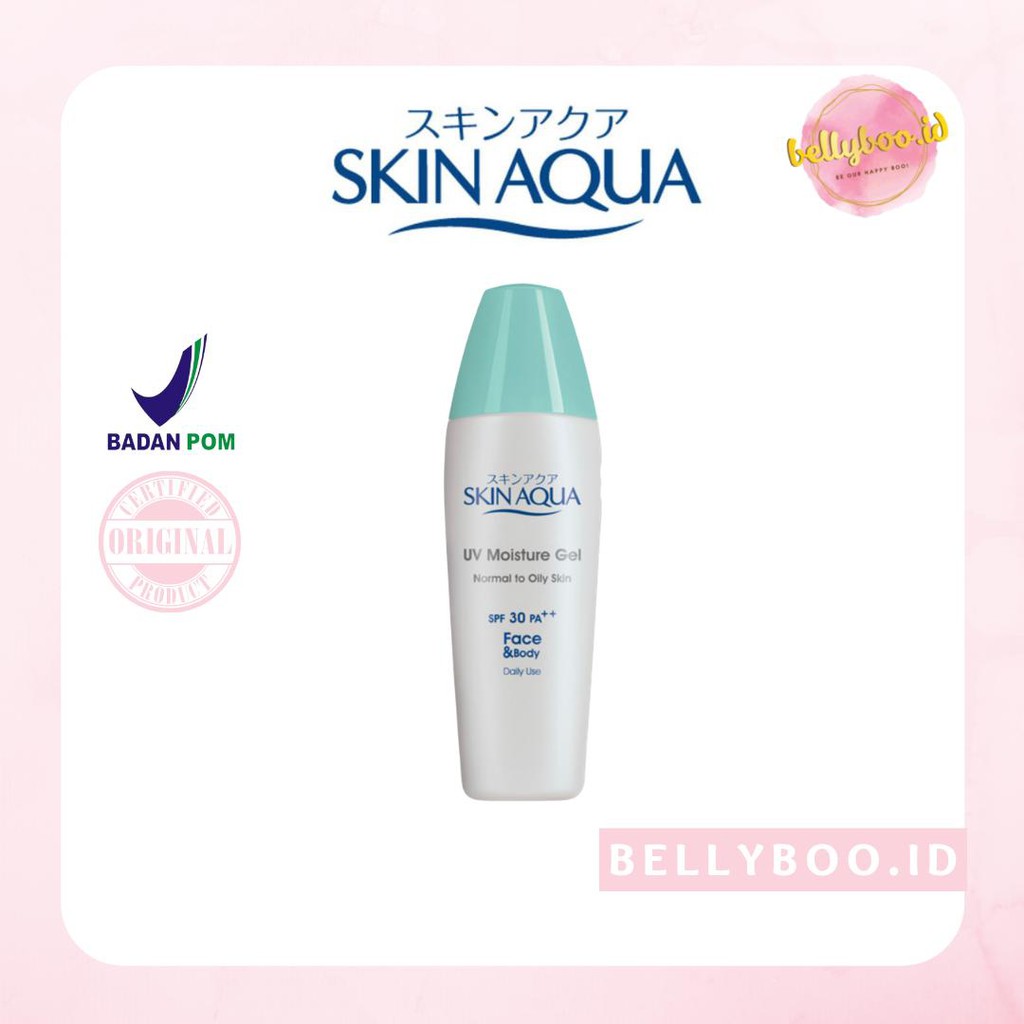 スキンアクア
SKIN AQUA
bellyboo.id
BE OUR HAPPY BOO!
BADAN POM
CERTIFIED
ORIGINAL
PRODUCT
スキンアクア
SKIN AQUA
UV Moisture Gel
Normal to Oily Skin
SPF 30 PA++
Face
&Body
Daily Use
BELLYBOO.ID